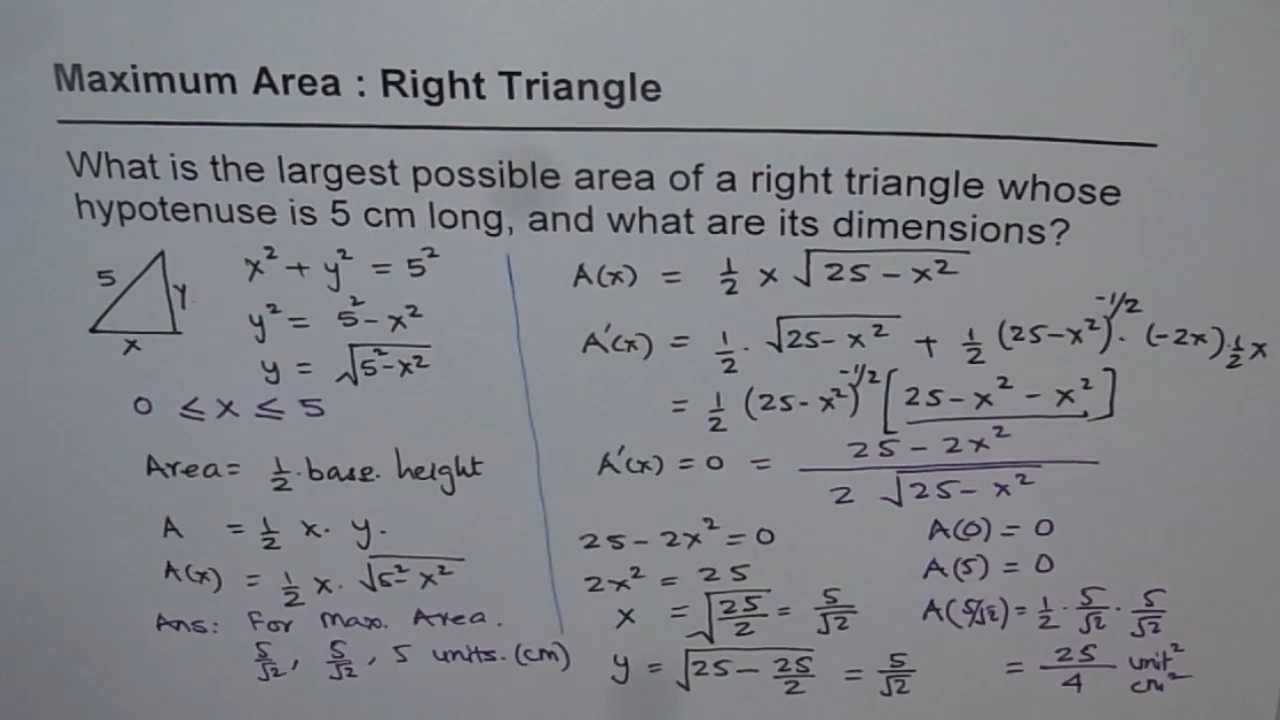 Maximum Area : Right Triangle
What is the largest possible area of a right triangle whose
hypotenuse is 5 cm long, and what are its dimensions?
5
y
x
x² + y² = 5²
y² = 5² - x²
y = √(5² - x²)
0 ≤ x ≤ 5
Area = 1/2 . base . height
A = 1/2 x . y .
A(x) = 1/2 x . √(5² - x²)
Ans: For Max. Area.
5/√2 , 5/√2 , 5 units. (cm)
A(x) = 1/2 x √(25 - x²)
A'(x) = 1/2 . √(25 - x²) + 1/2 (25 - x²)^(-1/2) . (-2x) 1/2 x
= 1/2 (25 - x²)^(-1/2) [25 - x² - x²]
A'(x) = 0 = (25 - 2x²) / (2 √(25 - x²))
25 - 2x² = 0
2x² = 25
x = √(25/2) = 5/√2
y = √(25 - 25/2) = 5/√2
A(0) = 0
A(5) = 0
A(5/√2) = 1/2 . 5/√2 . 5/√2
= 25/4 unit²
cm²